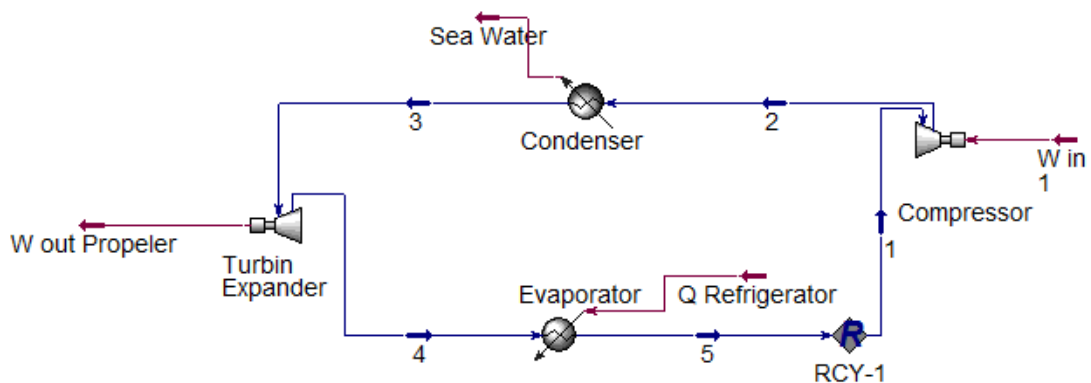 Sea Water
3
Condenser
2
W in
1
Compressor
W out Propeler
Turbin
Expander
1
Evaporator
Q Refrigerator
4
5
R
RCY-1